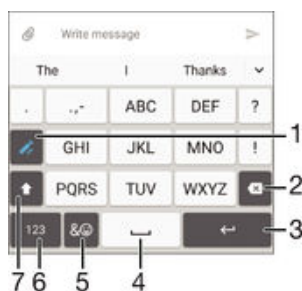 Write message
The I Thanks
. .,- ABC DEF ?
GHI JKL MNO ! 1
PQRS TUV WXYZ 2
123 &☺ 3
7 6 5 4